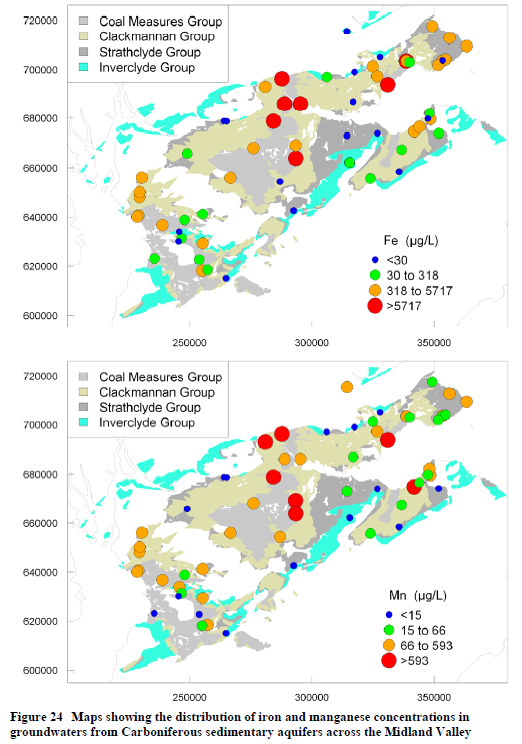 720000
700000
680000
660000
640000
620000
600000
Coal Measures Group
Clackmannan Group
Strathclyde Group
Inverclyde Group
Fe (µg/L)
<30
30 to 318
318 to 5717
>5717
250000 300000 350000
720000
700000
680000
660000
640000
620000
600000
Coal Measures Group
Clackmannan Group
Strathclyde Group
Inverclyde Group
Mn (µg/L)
<15
15 to 66
66 to 593
>593
250000 300000 350000
Figure 24 Maps showing the distribution of iron and manganese concentrations in
groundwaters from Carboniferous sedimentary aquifers across the Midland Valley